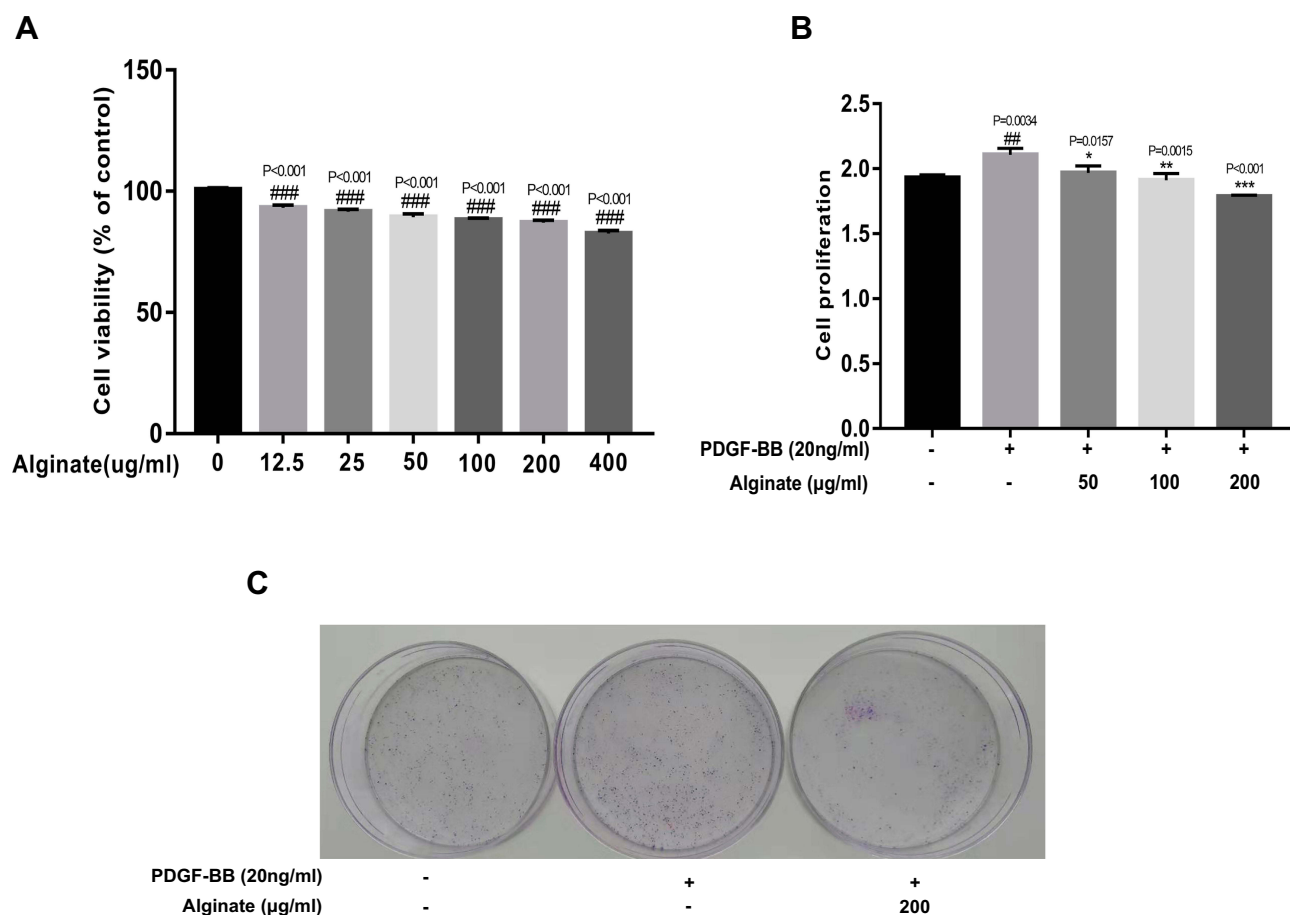 A
Cell viability (% of control)
150
100
50
0
P<0.001
###
P<0.001
###
P<0.001
###
P<0.001
###
P<0.001
###
P<0.001
###
Alginate(ug/ml) 0 12.5 25 50 100 200 400
B
Cell proliferation
2.5
2.0
1.5
1.0
0.5
0.0
P=0.0034
##
P=0.0157
*
P=0.0015
**
P<0.001
***
PDGF-BB (20ng/ml) - + + + +
Alginate (µg/ml) - - 50 100 200
C
PDGF-BB (20ng/ml) - + +
Alginate (µg/ml) - - 200